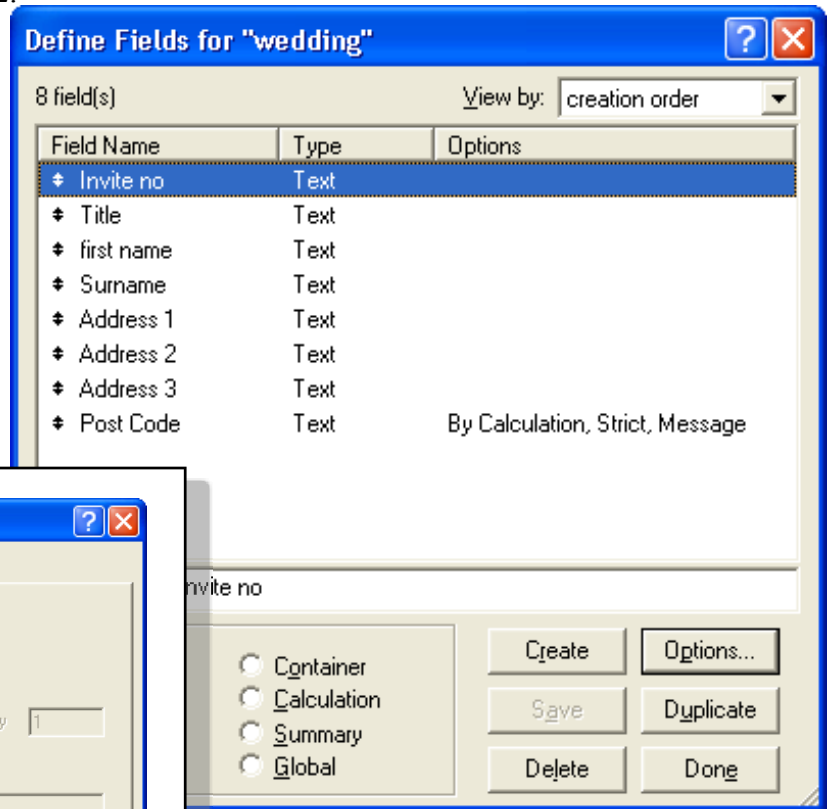 Define Fields for "wedding"
8 field(s) View by: creation order
Field Name Type Options
Invite no Text
Title Text
first name Text
Surname Text
Address 1 Text
Address 2 Text
Address 3 Text
Post Code Text By Calculation, Strict, Message
nvite no
Container
Calculation
Summary
Global
Create Options...
Save Duplicate
Delete Done
1